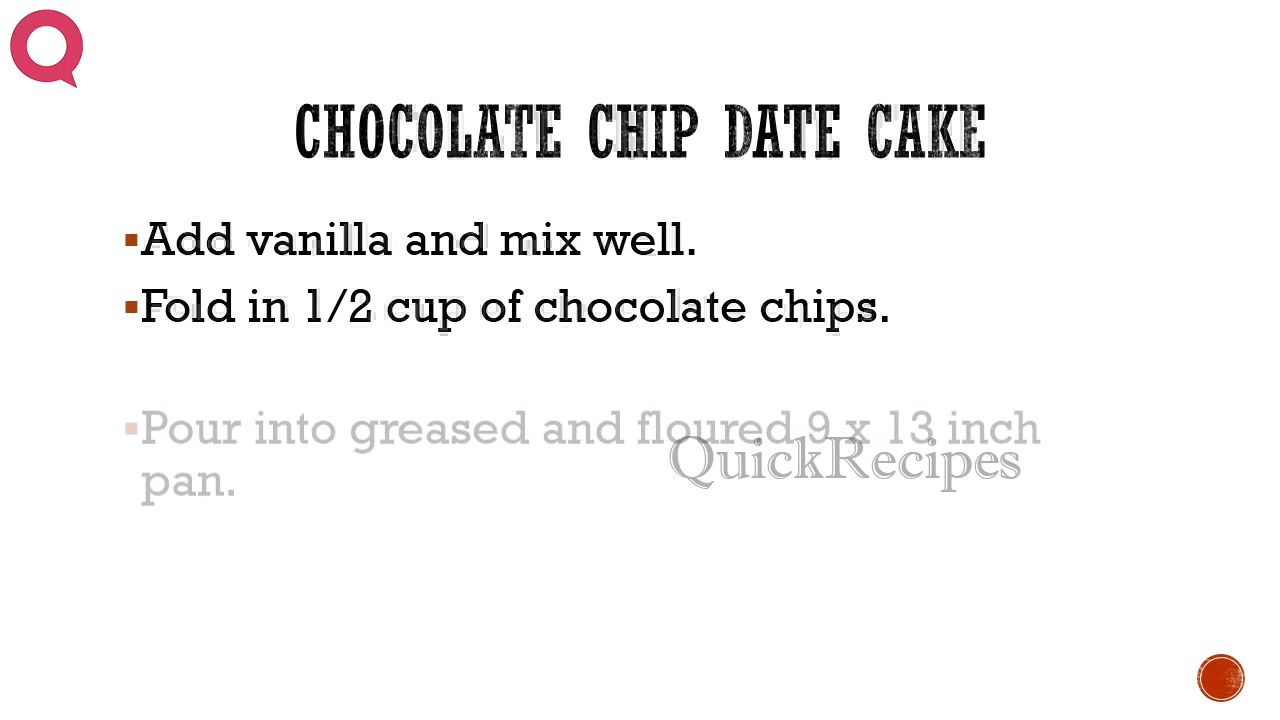 CHOCOLATE CHIP DATE CAKE
Add vanilla and mix well.
Fold in 1/2 cup of chocolate chips.
Pour into greased and floured 9 x 13 inch
pan.
QuickRecipes